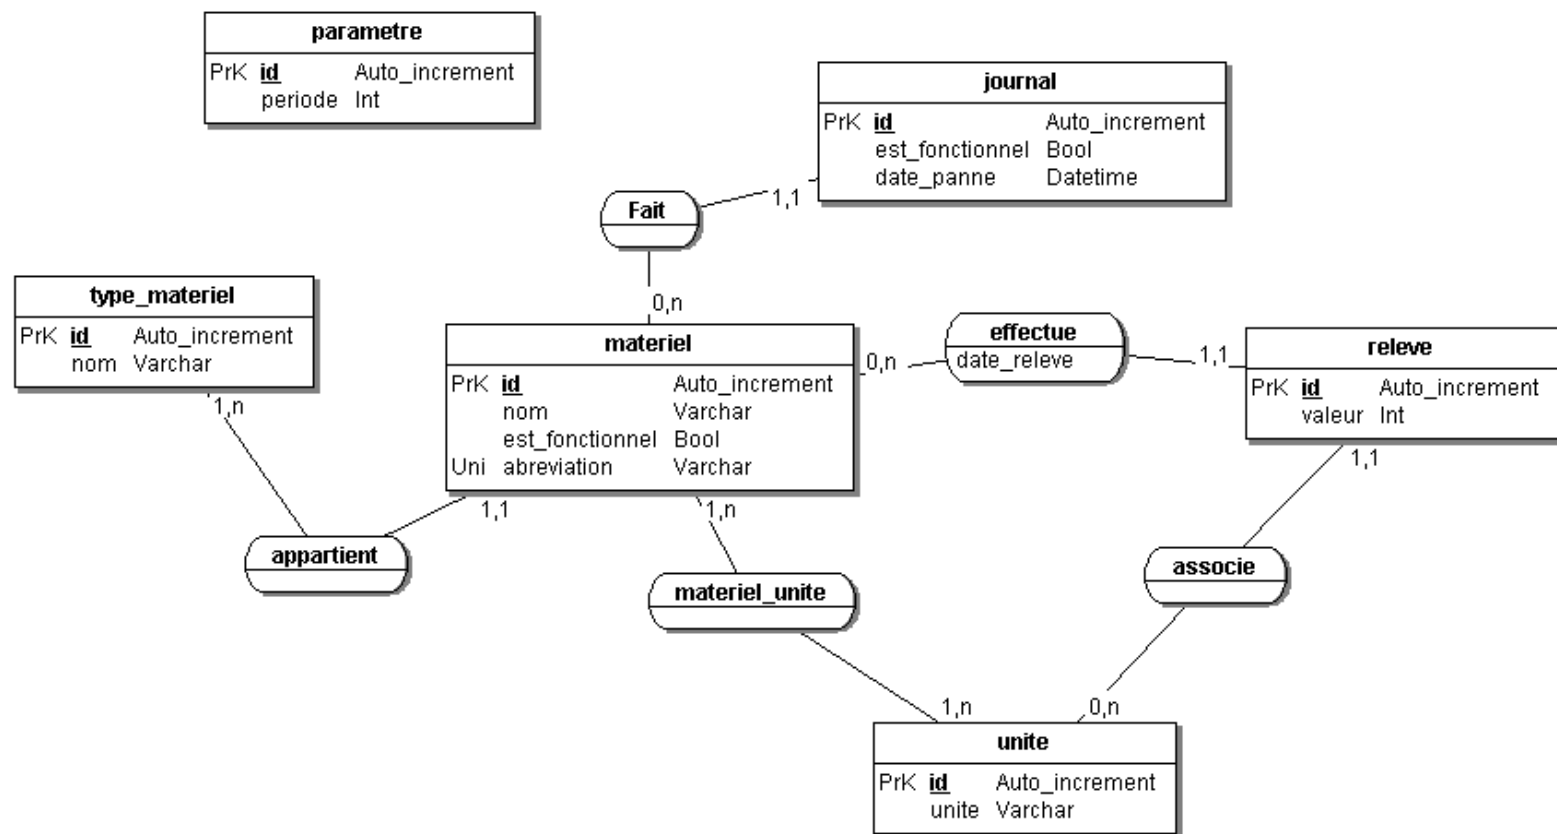 parametre
PrK id Auto_increment
periode Int
journal
PrK id Auto_increment
est_fonctionnel Bool
date_panne Datetime
1,1
Fait
0,n
type_materiel
PrK id Auto_increment
nom Varchar
1,n
materiel
PrK id Auto_increment
nom Varchar
est_fonctionnel Bool
Uni abreviation Varchar
0,n
effectue
date_releve
1,1
releve
PrK id Auto_increment
valeur Int
1,1
1,1
1,n
appartient
materiel_unite
associe
1,n
0,n
unite
PrK id Auto_increment
unite Varchar